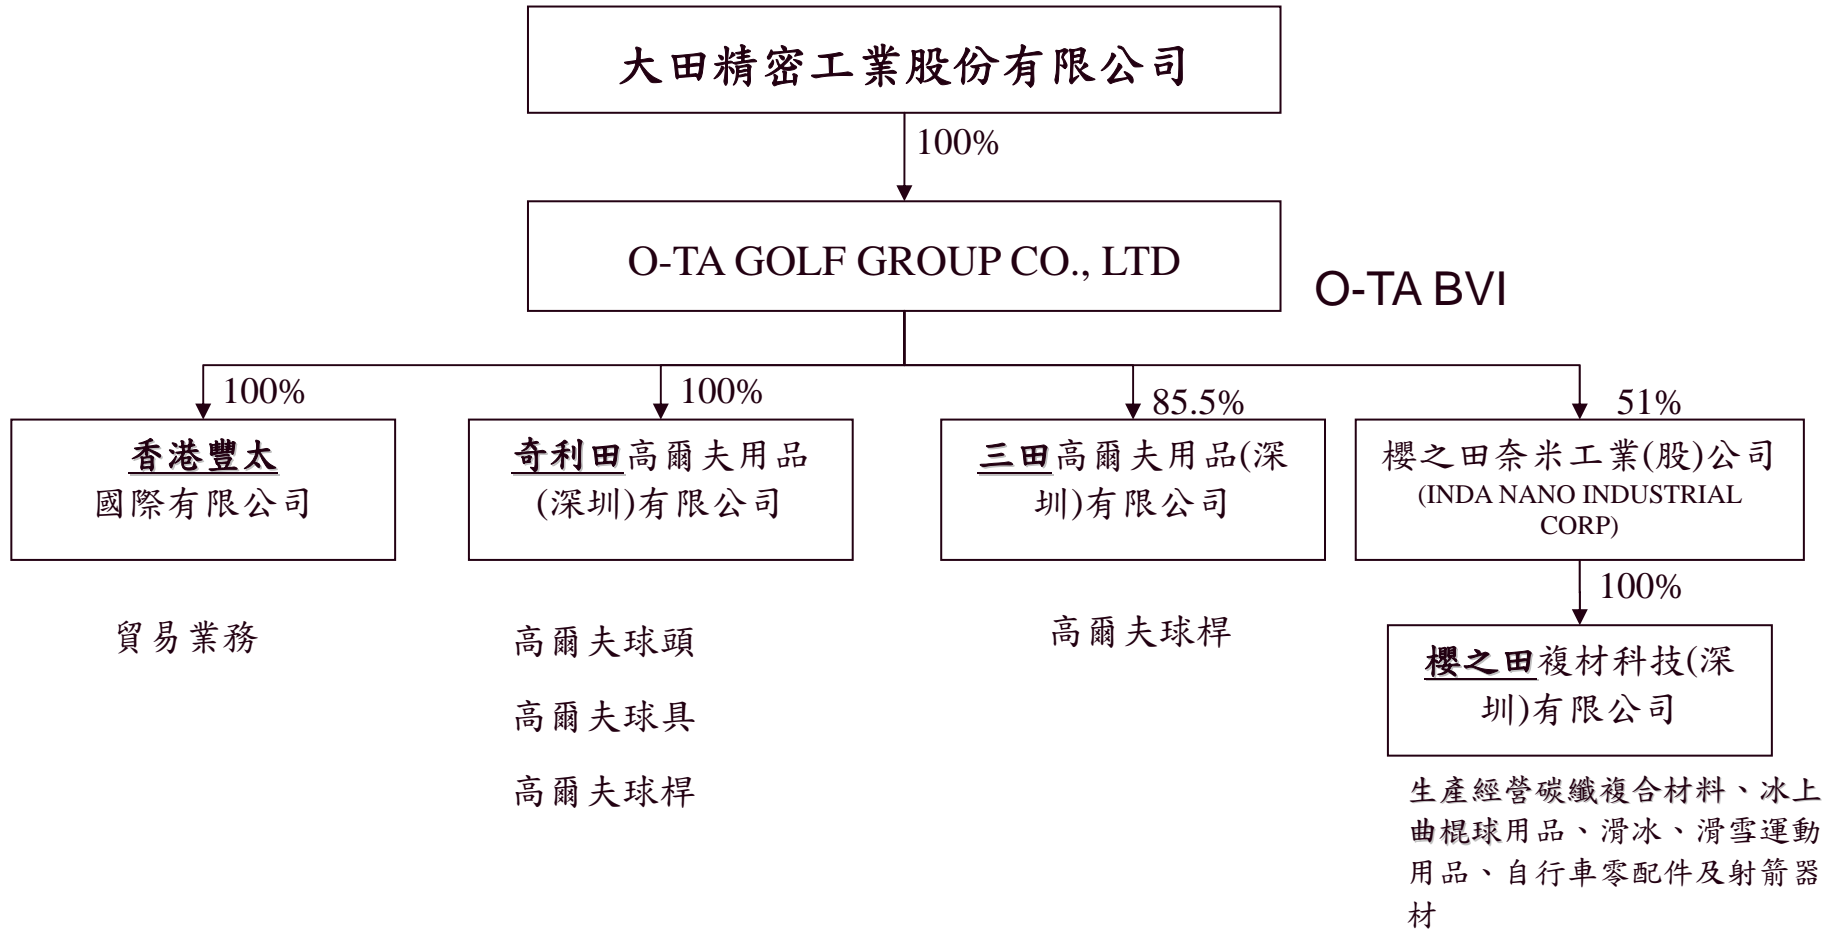 大田精密工業股份有限公司
100%
O-TA GOLF GROUP CO., LTD
O-TA BVI
100%
100%
85.5%
51%
香港豐太
國際有限公司
奇利田高爾夫用品
(深圳)有限公司
三田高爾夫用品(深
圳)有限公司
櫻之田奈米工業(股)公司
(INDA NANO INDUSTRIAL
CORP)
100%
貿易業務
高爾夫球頭
高爾夫球具
高爾夫球桿
高爾夫球桿
櫻之田複材科技(深
圳)有限公司
生產經營碳纖複合材料、冰上
曲棍球用品、滑冰、滑雪運動
用品、自行車零配件及射箭器
材